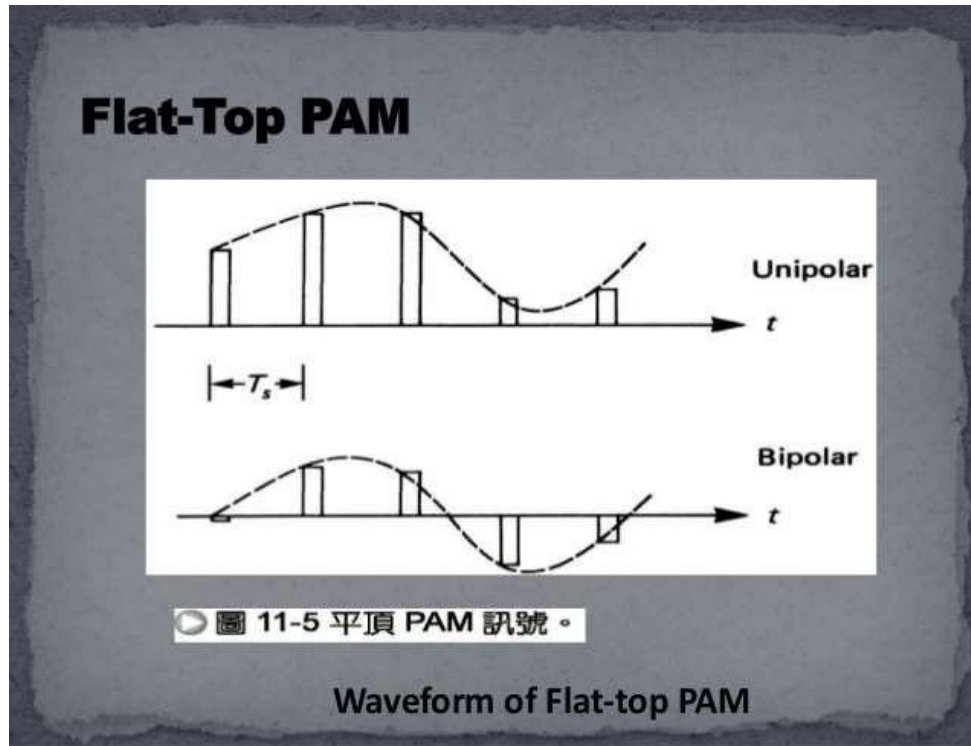 Flat-Top PAM
Unipolar
t
Tₛ
Bipolar
t
圖 11-5 平頂 PAM 訊號。
Waveform of Flat-top PAM